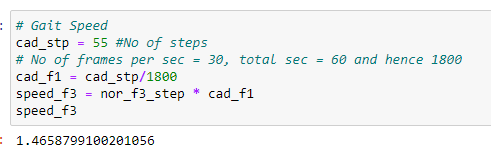 # Gait Speed
cad_stp = 55 #No of steps
# No of frames per sec = 30, total sec = 60 and hence 1800
cad_f1 = cad_stp/1800
speed_f3 = nor_f3_step * cad_f1
speed_f3
1.4658799100201056